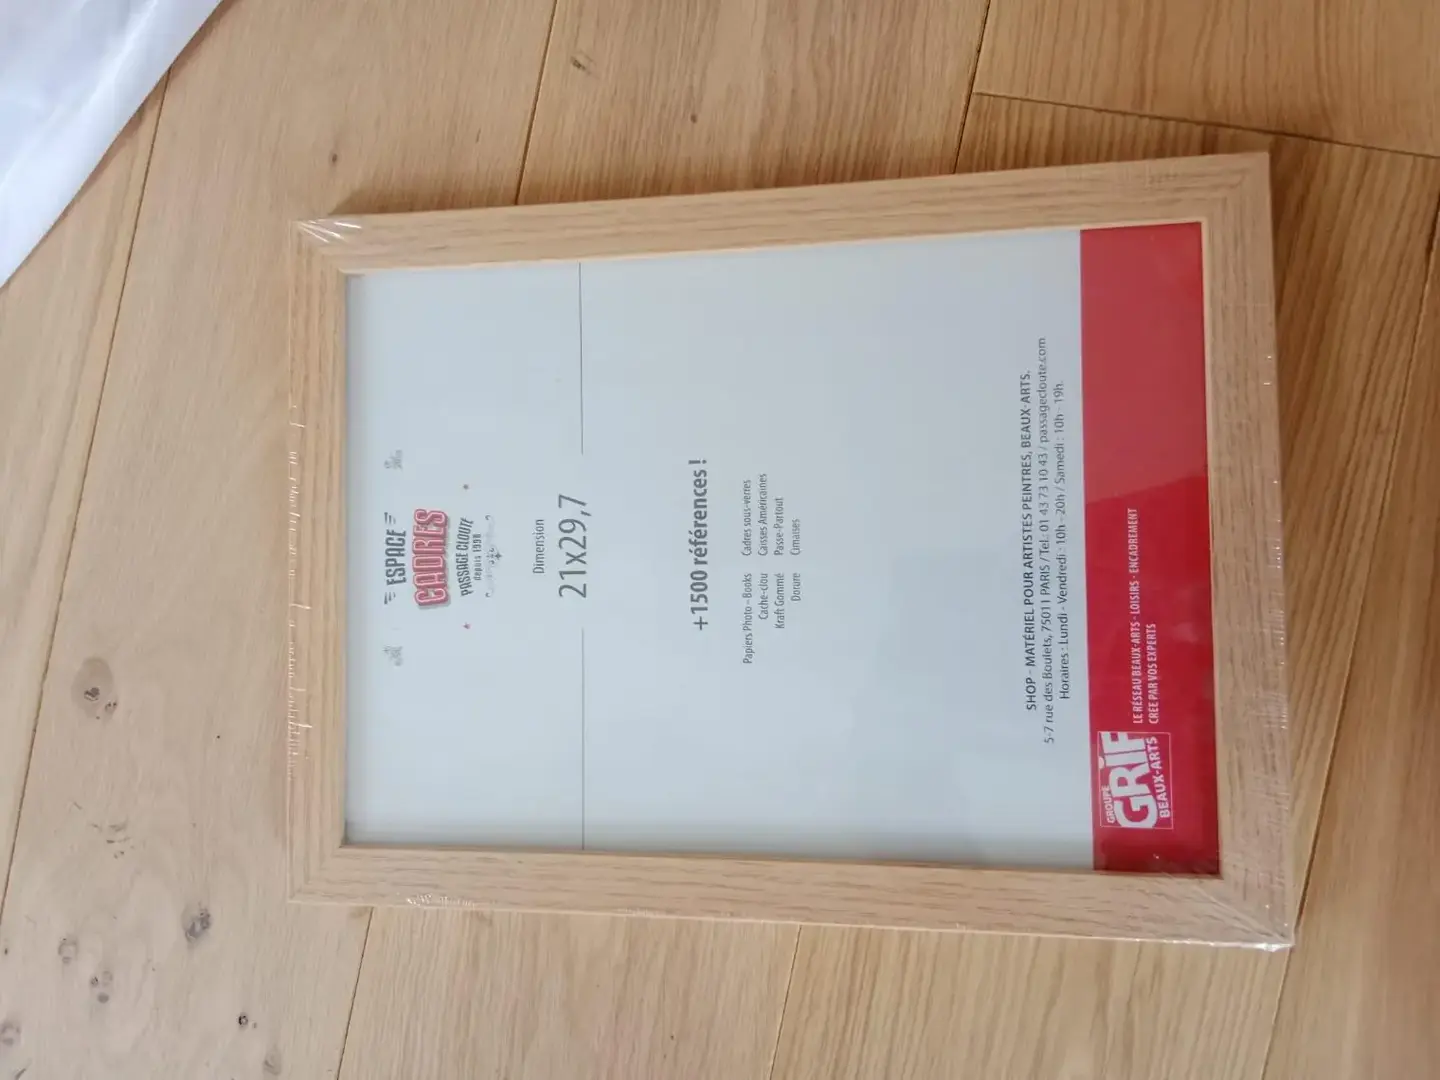 ESPACE
CADRES
PASSAGE CLOUTE
depuis 1998
Dimension
21x29,7
+1500 références !
Papiers Photo - Books
Cache-clou
Kraft Gommé
Dorure
Cadres sous-verres
Caisses Américaines
Passe-Partout
Cimaises
SHOP - MATÉRIEL POUR ARTISTES PEINTRES, BEAUX-ARTS.
5-7 rue des Boulets, 75011 PARIS / Tel.: 01 43 73 10 43 / passagecloute.com
Horaires : Lundi - Vendredi : 10h - 20h / Samedi : 10h - 19h.
GROUPE
GRIF
BEAUX-ARTS
LE RÉSEAU BEAUX-ARTS - LOISIRS - ENCADREMENT
CRÉÉ PAR VOS EXPERTS